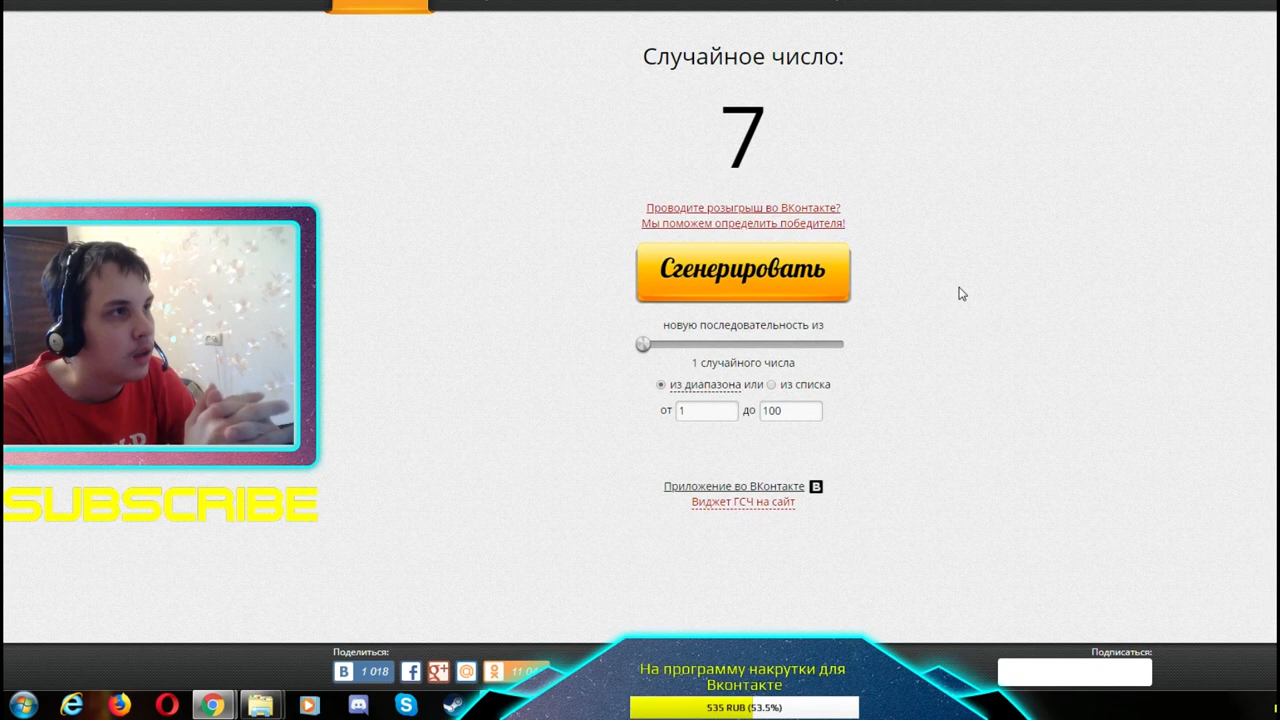 Случайное число:
7
Проводите розыгрыш во ВКонтакте?
Мы поможем определить победителя!
Сгенерировать
новую последовательность из
1 случайного числа
из диапазона или из списка
от 1 до 100
Приложение во ВКонтакте B
Виджет ГСЧ на сайт
SUBSCRIBE
Поделиться:
1 018
Подписаться:
На программу накрутки для
Вконтакте
535 RUB (53.5%)